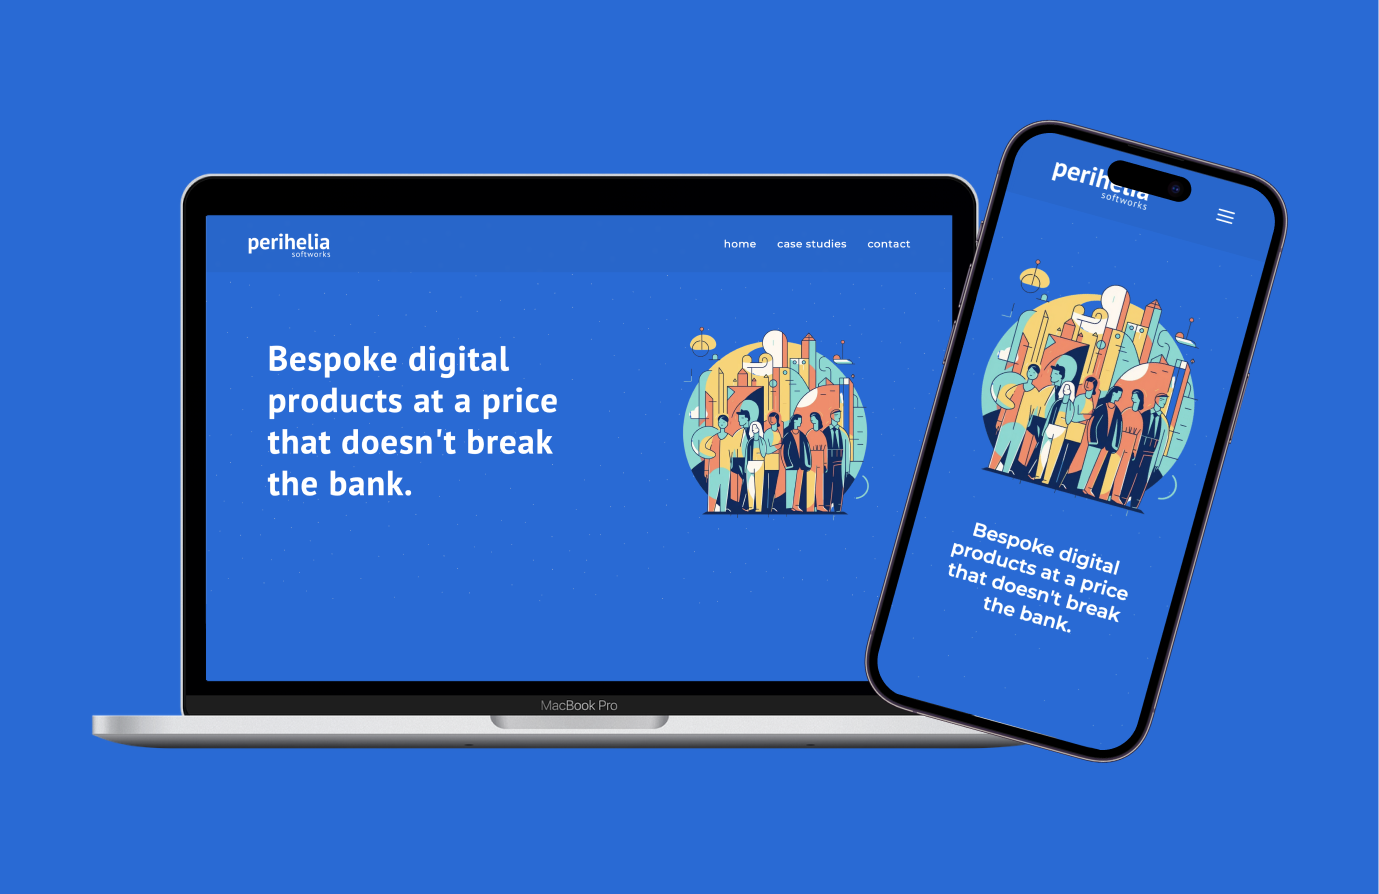 perihelia
softworks
home case studies contact
Bespoke digital
products at a price
that doesn't break
the bank.
MacBook Pro
perihelia
softworks
Bespoke digital
products at a price
that doesn't break
the bank.